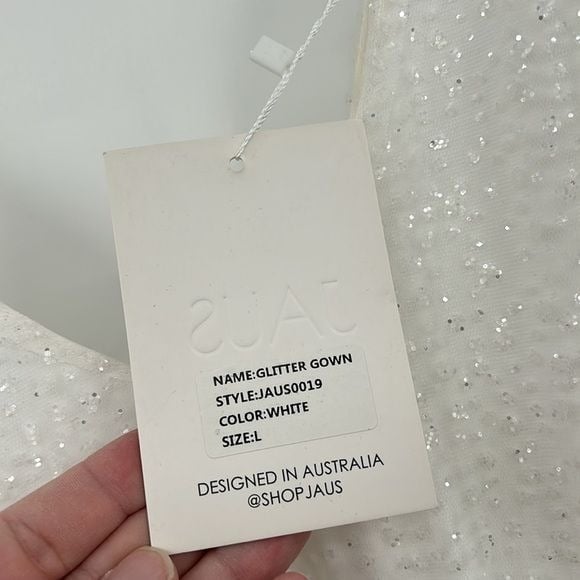 JAUS
NAME:GLITTER GOWN
STYLE:JAUS0019
COLOR:WHITE
SIZE:L
DESIGNED IN AUSTRALIA
@SHOPJAUS